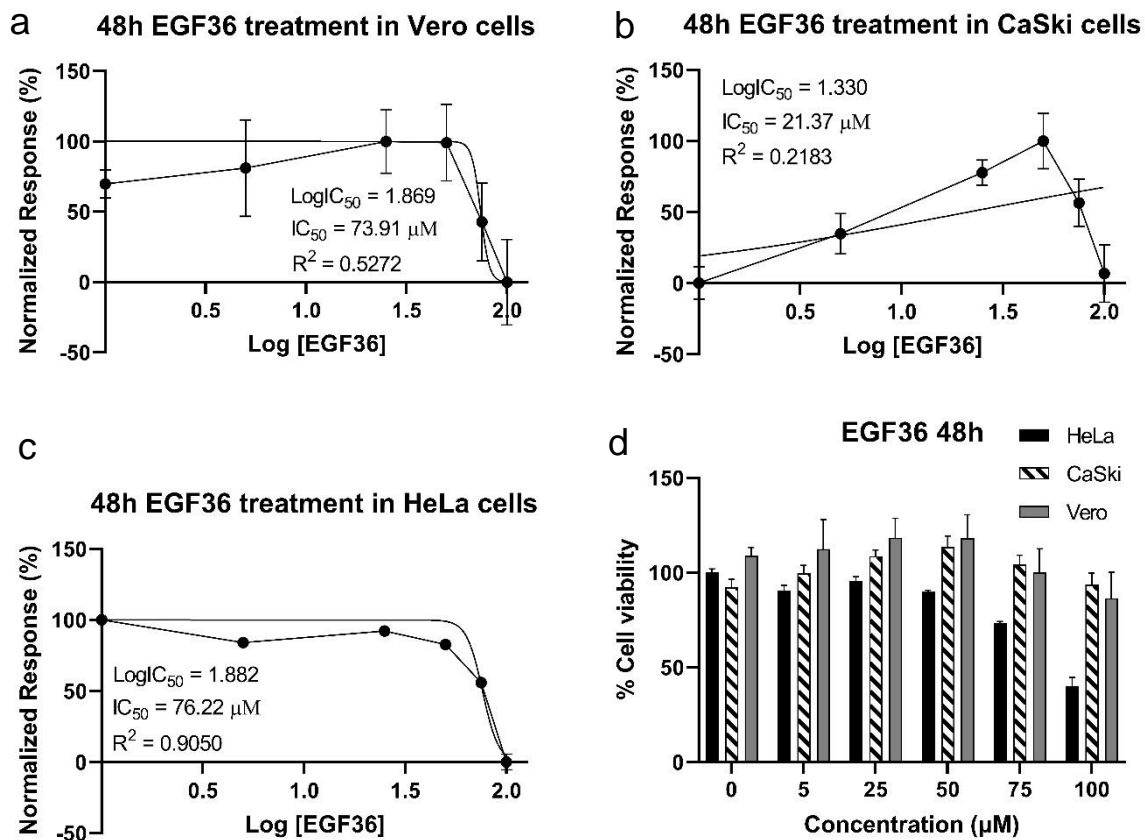 a
48h EGF36 treatment in Vero cells
Normalized Response (%)
150
100
50
0
-50
0.5
1.0
1.5
2.0
Log [EGF36]
LogIC50 = 1.869
IC50 = 73.91 μM
R2 = 0.5272
b
48h EGF36 treatment in CaSki cells
Normalized Response (%)
150
100
50
0
-50
0.5
1.0
1.5
2.0
Log [EGF36]
LogIC50 = 1.330
IC50 = 21.37 μM
R2 = 0.2183
c
48h EGF36 treatment in HeLa cells
Normalized Response (%)
150
100
50
0
-50
0.5
1.0
1.5
2.0
Log [EGF36]
LogIC50 = 1.882
IC50 = 76.22 μM
R2 = 0.9050
d
EGF36 48h
HeLa
CaSki
Vero
% Cell viability
150
100
50
0
0
5
25
50
75
100
Concentration (μM)